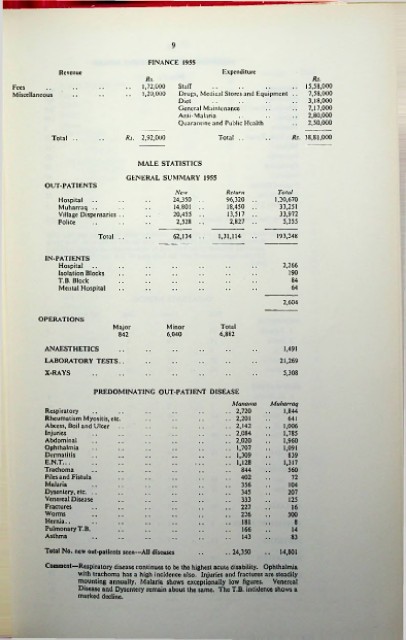 9
FINANCE 1955
Revenue Expenditure
Rs. Rs.
Fees .. .. .. .. 1,72,000 Staff .. .. .. .. 15,58,000
Miscellaneous .. .. .. 1,20,000 Drugs, Medical Stores and Equipment .. 7,58,000
Diet .. .. .. .. 3,18,000
General Maintenance .. .. 7,17,000
Anti-Malaria .. .. .. 2,80,000
Quarantine and Public Health .. 2,50,000
Total .. .. Rs. 2,92,000 Total .. .. Rs. 38,81,000
MALE STATISTICS
GENERAL SUMMARY 1955
OUT-PATIENTS
New Return Total
Hospital .. .. .. 24,350 .. 96,320 .. 1,20,670
Muharraq .. .. .. 14,801 .. 18,450 .. 33,251
Village Dispensaries .. .. 20,455 .. 13,517 .. 33,972
Police .. .. .. 2,528 .. 2,827 .. 5,355
Total .. .. 62,134 .. 1,31,114 .. 193,248
IN-PATIENTS
Hospital .. .. .. .. .. .. 2,266
Isolation Blocks .. .. .. .. .. 190
T.B. Block .. .. .. .. .. 84
Mental Hospital .. .. .. .. .. 64
2,604
OPERATIONS
Major Minor Total
842 6,040 6,882
ANAESTHETICS .. .. .. .. .. 1,491
LABORATORY TESTS .. .. .. .. .. 21,269
X-RAYS .. .. .. .. .. 5,308
PREDOMINATING OUT-PATIENT DISEASE
Manama Muharraq
Respiratory .. .. .. .. .. 2,720 .. 1,844
Rheumatism Myositis, etc. .. .. .. .. 2,201 .. 641
Abcess, Boil and Ulcer .. .. .. .. 2,142 .. 1,006
Injuries .. .. .. .. .. 2,084 .. 1,785
Abdominal .. .. .. .. .. 2,020 .. 1,960
Ophthalmia .. .. .. .. .. 1,707 .. 1,091
Dermatitis .. .. .. .. .. 1,309 .. 839
E.N.T. .. .. .. .. .. 1,128 .. 1,317
Trachoma .. .. .. .. .. 844 .. 560
Piles and Fistula .. .. .. .. .. 402 .. 72
Malaria .. .. .. .. .. 356 .. 104
Dysentery, etc. .. .. .. .. .. 345 .. 207
Venereal Disease .. .. .. .. .. 333 .. 125
Fractures .. .. .. .. .. 227 .. 16
Worms .. .. .. .. .. 226 .. 300
Hernia .. .. .. .. .. 181 .. 8
Pulmonary T.B. .. .. .. .. .. 166 .. 14
Asthma .. .. .. .. .. 143 .. 83
Total No. new out-patients seen—All diseases .. .. 24,350 .. 14,801
Comment—Respiratory disease continues to be the highest acute disability. Ophthalmia
with trachoma has a high incidence also. Injuries and fractures are steadily
mounting annually. Malaria shows exceptionally low figures. Venereal
Disease and Dysentery remain about the same. The T.B. incidence shows a
marked decline.